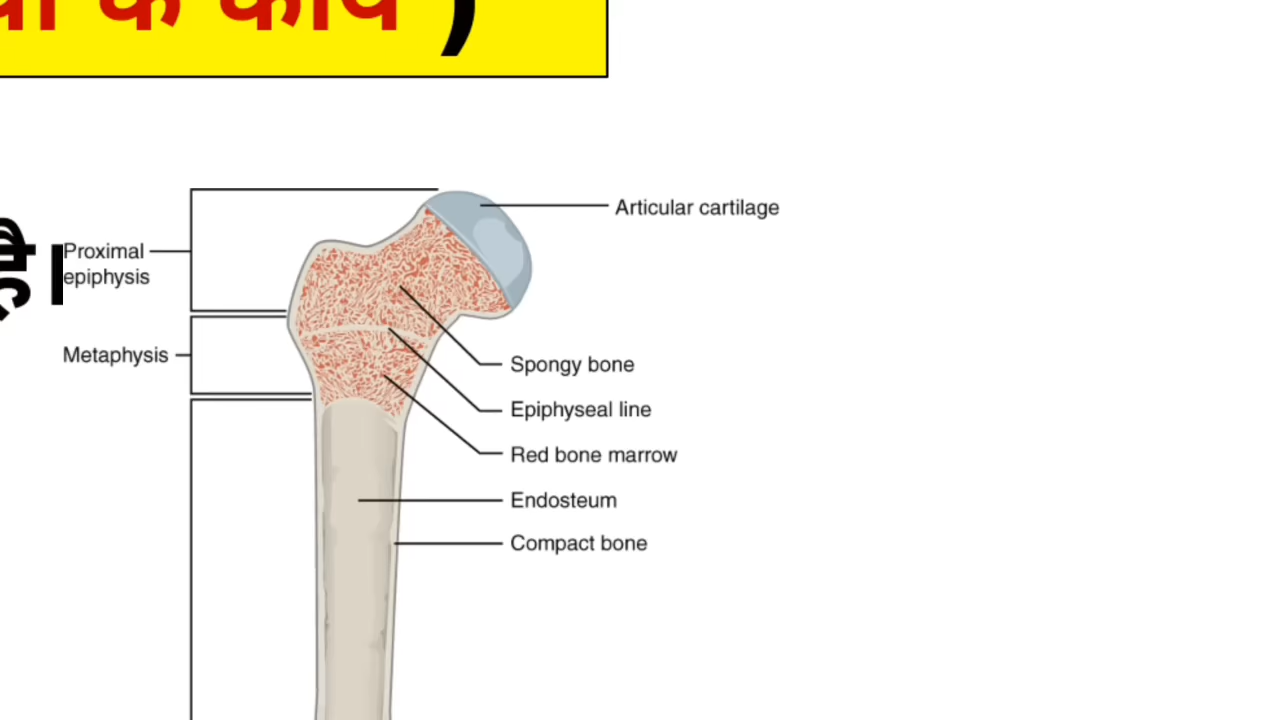 के कार्य )
है।
Proximal
epiphysis
Metaphysis
Articular cartilage
Spongy bone
Epiphyseal line
Red bone marrow
Endosteum
Compact bone